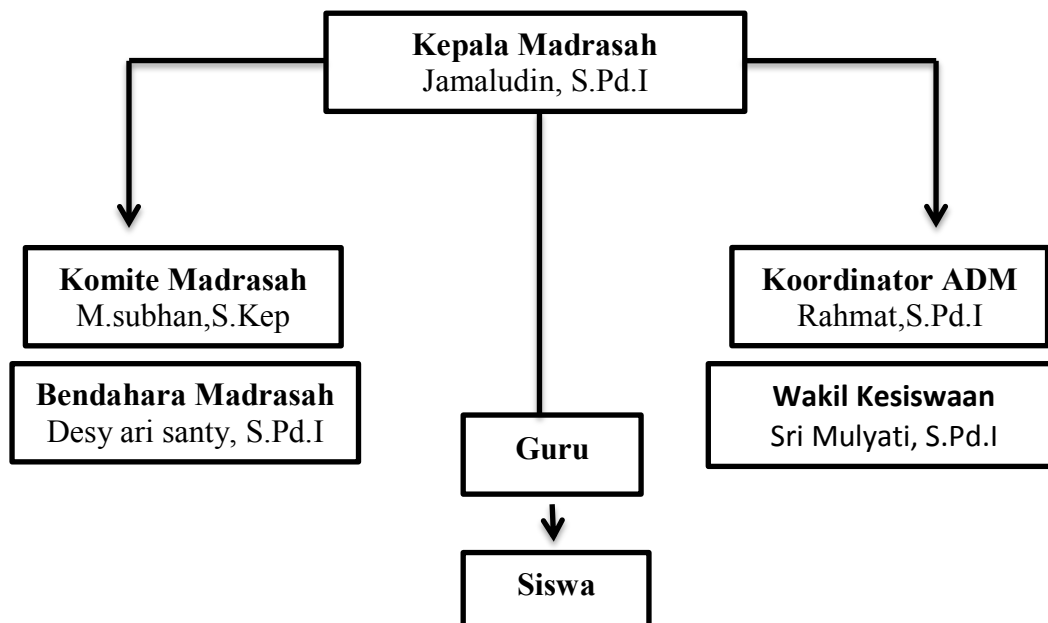 Kepala Madrasah
Jamaludin, S.Pd.I
Komite Madrasah
M.subhan,S.Kep
Koordinator ADM
Rahmat,S.Pd.I
Bendahara Madrasah
Desy ari santy, S.Pd.I
Wakil Kesiswaan
Sri Mulyati, S.Pd.I
Guru
Siswa